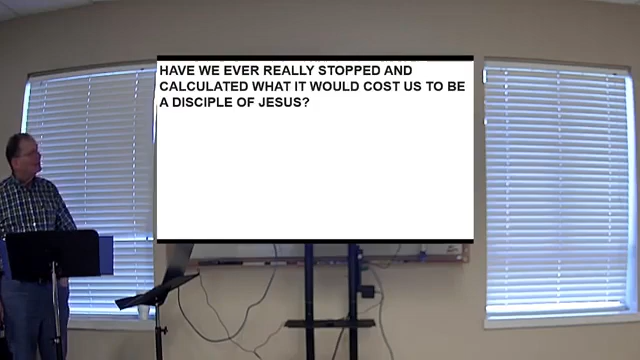 HAVE WE EVER REALLY STOPPED AND
CALCULATED WHAT IT WOULD COST US TO BE
A DISCIPLE OF JESUS?